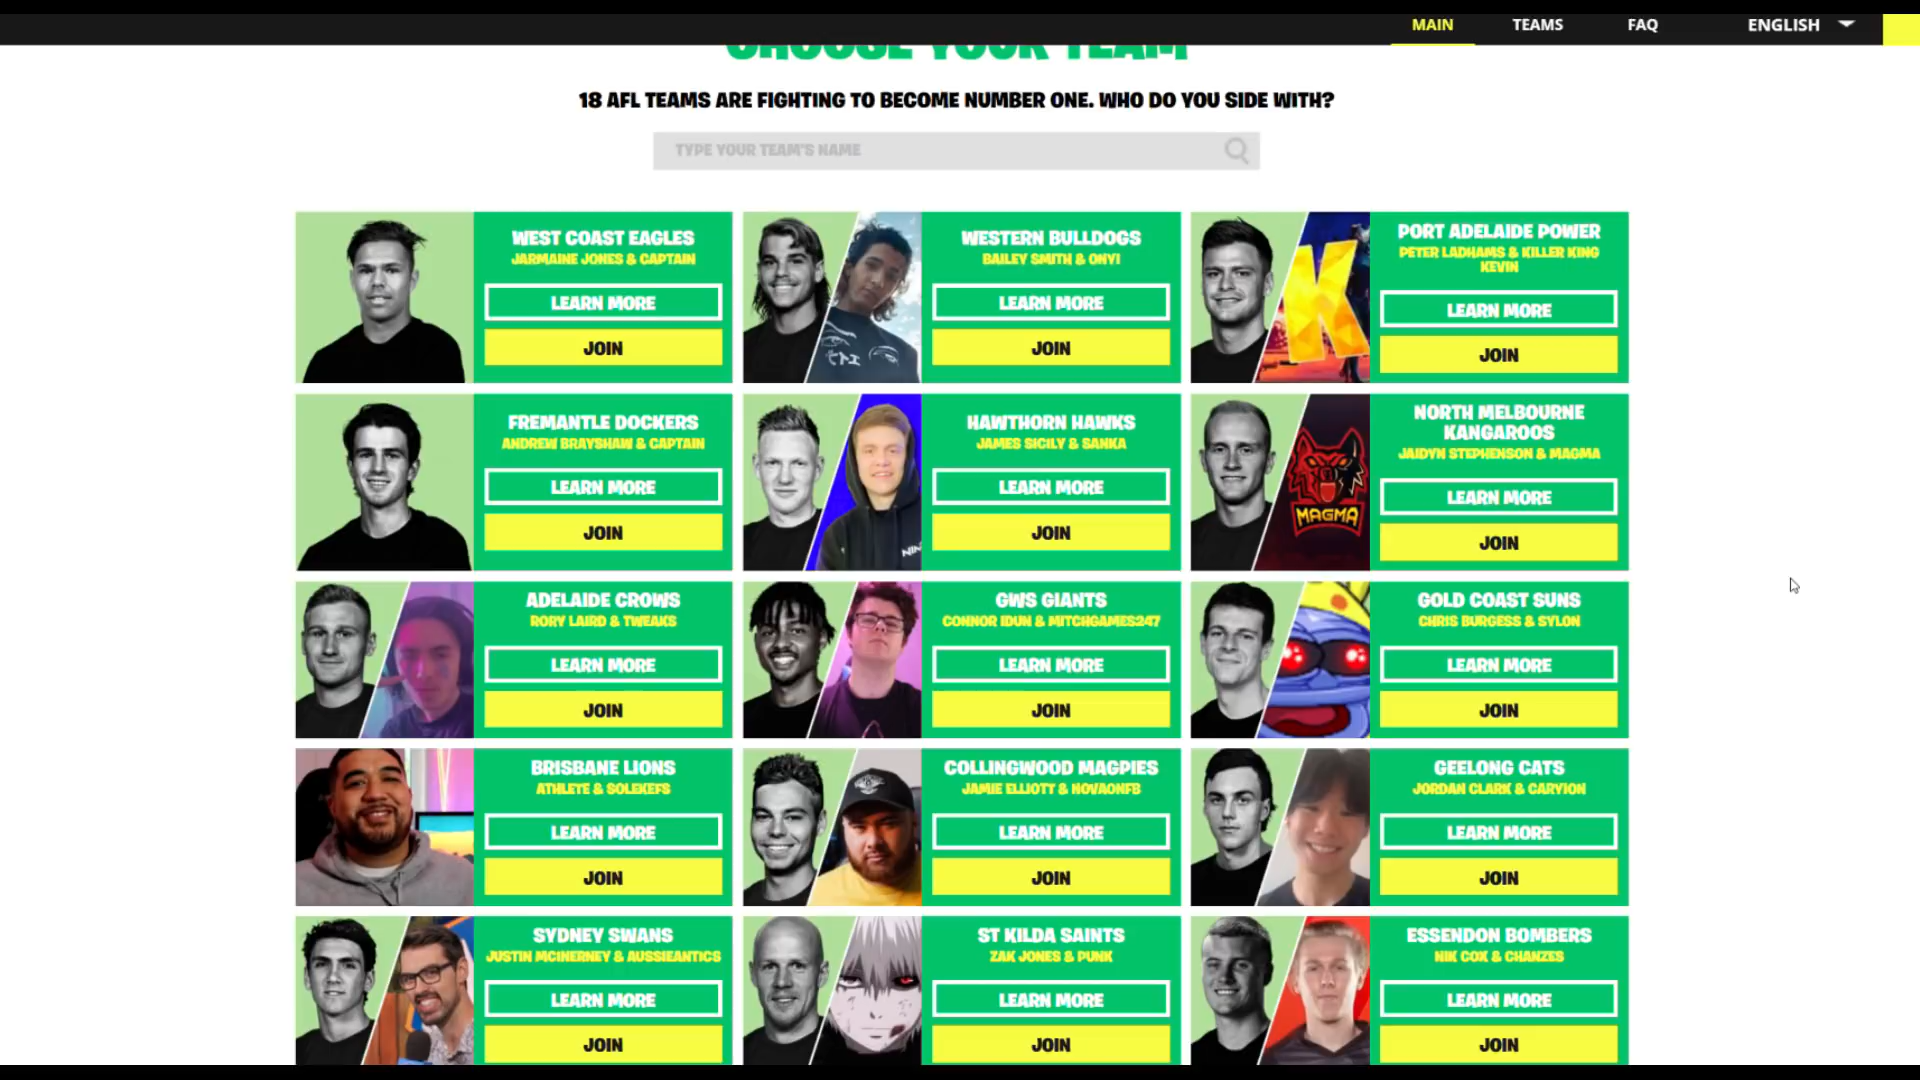 MAIN
TEAMS
FAQ
ENGLISH
CHOOSE YOUR TEAM
18 AFL TEAMS ARE FIGHTING TO BECOME NUMBER ONE. WHO DO YOU SIDE WITH?
TYPE YOUR TEAM'S NAME
WEST COAST EAGLES
JARMAINE JONES & CAPTAIN
LEARN MORE
JOIN
WESTERN BULLDOGS
BAILEY SMITH & ONYI
LEARN MORE
JOIN
K
PORT ADELAIDE POWER
PETER LADHAMS & KILLER KING
KEVIN
LEARN MORE
JOIN
FREMANTLE DOCKERS
ANDREW BRAYSHAW & CAPTAIN
LEARN MORE
JOIN
HAWTHORN HAWKS
JAMES SICILY & SANKA
LEARN MORE
JOIN
MAGMA
NORTH MELBOURNE
KANGAROOS
JAIDYN STEPHENSON & MAGMA
LEARN MORE
JOIN
ADELAIDE CROWS
RORY LAIRD & TWEAKS
LEARN MORE
JOIN
GWS GIANTS
CONNOR IDUN & MITCHGAMES247
LEARN MORE
JOIN
GOLD COAST SUNS
CHRIS BURGESS & SYLON
LEARN MORE
JOIN
BRISBANE LIONS
ATHLETE & SOLEKEFS
LEARN MORE
JOIN
COLLINGWOOD MAGPIES
JAMIE ELLIOTT & NOVAONFB
LEARN MORE
JOIN
GEELONG CATS
JORDAN CLARK & CARYION
LEARN MORE
JOIN
SYDNEY SWANS
JUSTIN MCINERNEY & AUSSIEANTICS
LEARN MORE
JOIN
ST KILDA SAINTS
ZAK JONES & PUNK
LEARN MORE
JOIN
ESSENDON BOMBERS
NIK COX & CHANZES
LEARN MORE
JOIN